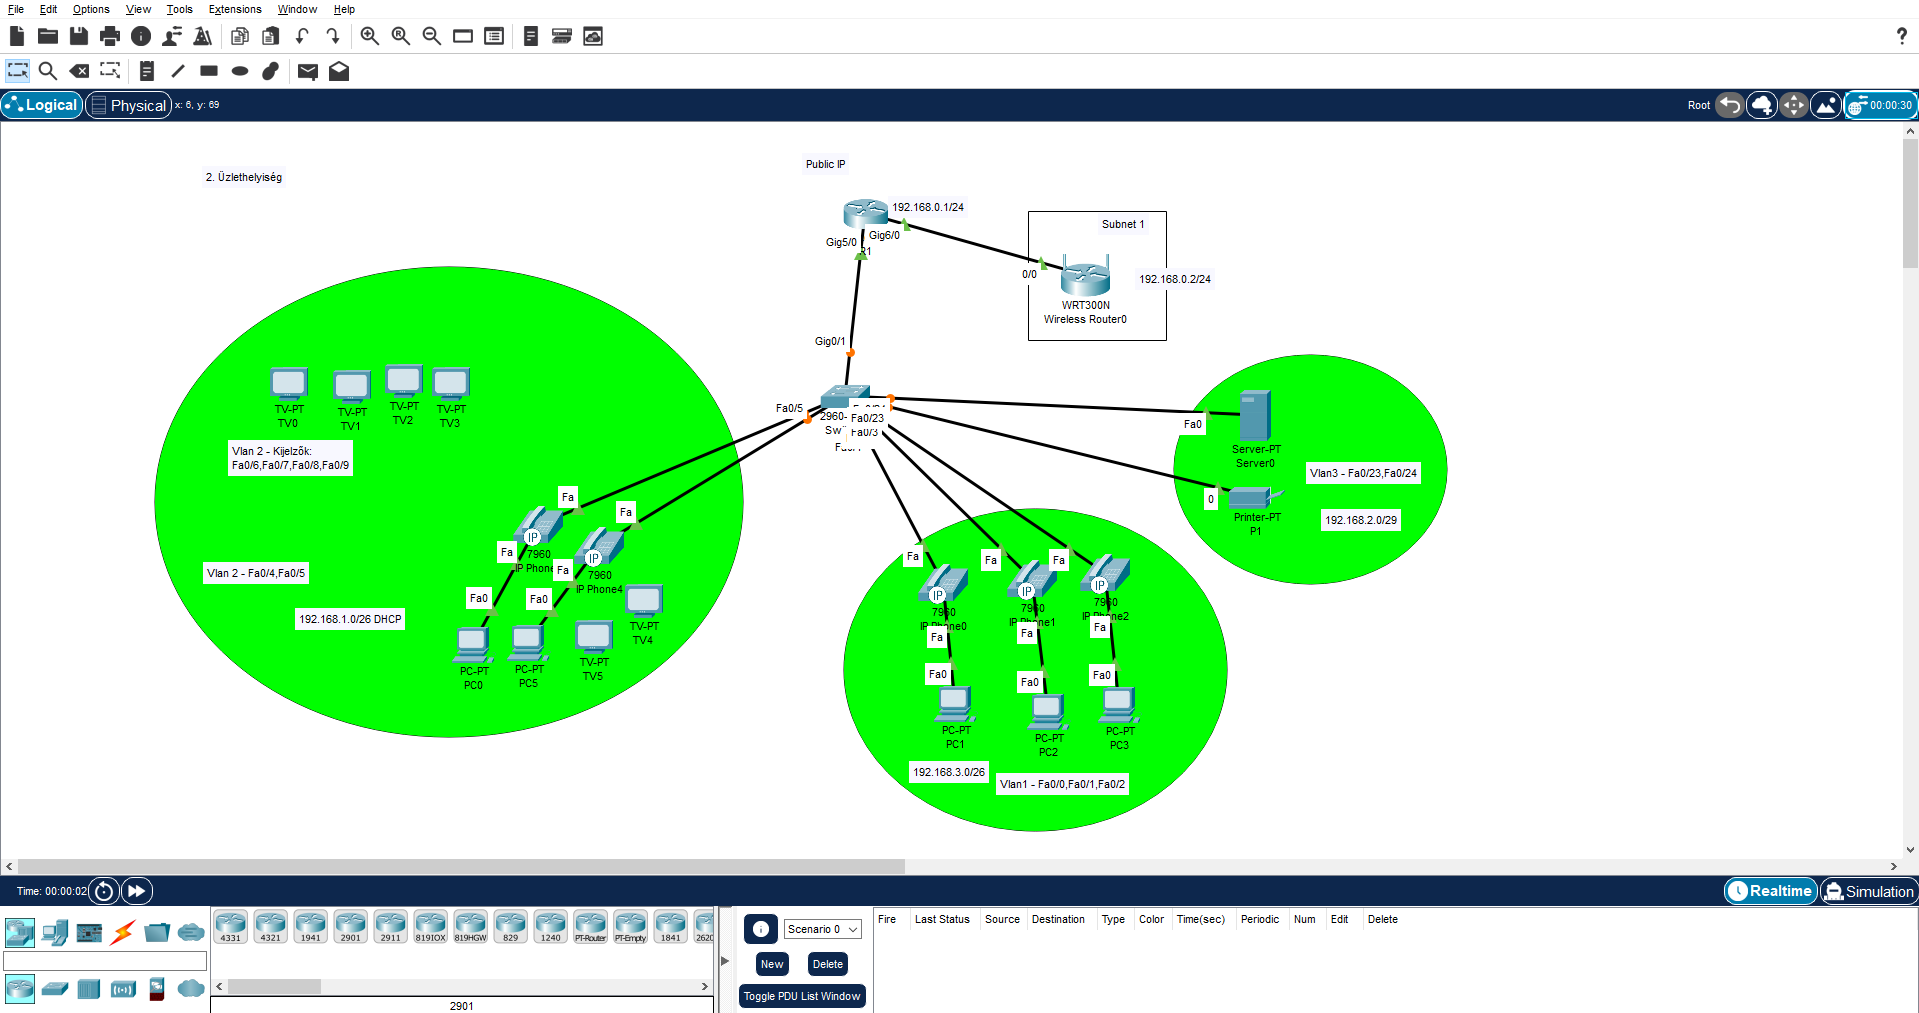 File Edit Options View Tools Extensions Window Help
?
Logical Physical x: 6, y: 69 Root 00:00:30
2. Üzlethelyiség
Public IP
192.168.0.1/24
Gig5/0 Gig6/0
R1
Subnet 1
0/0
192.168.0.2/24
WRT300N
Wireless Router0
Gig0/1
Fa0/5
2960-
Fa0/23
Fa0/3
TV-PT
TV0
TV-PT
TV1
TV-PT
TV2
TV-PT
TV3
Vlan 2 - Kijelzők:
Fa0/6,Fa0/7,Fa0/8,Fa0/9
Fa0
Server-PT
Server0
Vlan3 - Fa0/23,Fa0/24
0
Printer-PT
P1
192.168.2.0/29
Fa
Fa
IP
7960
IP Phone
Fa
IP
7960
IP Phone4
Fa
Vlan 2 - Fa0/4,Fa0/5
192.168.1.0/26 DHCP
Fa0
Fa0
TV-PT
TV4
TV-PT
TV5
PC-PT
PC0
PC-PT
PC5
Fa
Fa
Fa
IP
7960
IP Phone0
IP
7960
IP Phone1
IP
7960
IP Phone2
Fa
Fa
Fa
Fa0
Fa0
Fa0
PC-PT
PC1
PC-PT
PC2
PC-PT
PC3
192.168.3.0/26
Vlan1 - Fa0/0,Fa0/1,Fa0/2
Time: 00:00:02 Realtime Simulation
4331 4321 1941 2901 2911 819IOX 819HGW 829 1240 PT-Router PT-Empty 1841 2620
2901
Scenario 0
New Delete
Toggle PDU List Window
Fire Last Status Source Destination Type Color Time(sec) Periodic Num Edit Delete